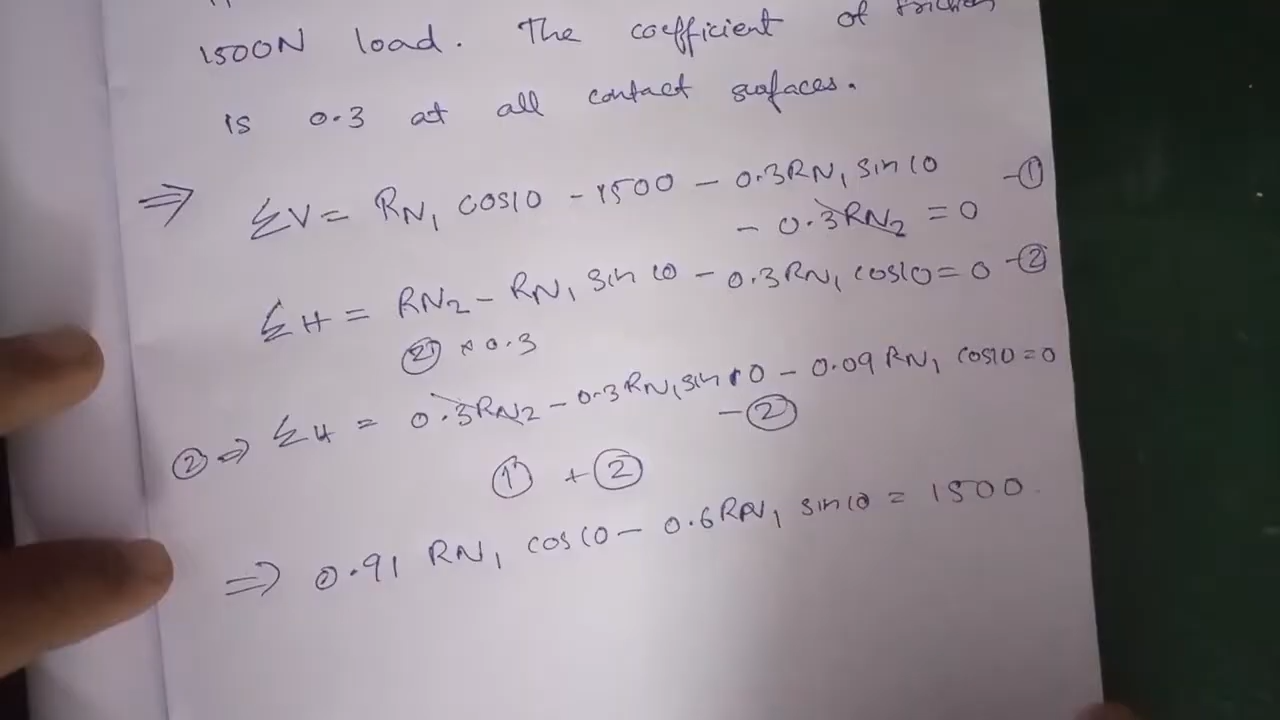 1500N load. The coefficient of friction
is 0.3 at all contact surfaces.
⇒ ΣV = RN₁ cos10 - 1500 - 0.3RN₁ sin10 -①
- 0.3RN₂ = 0
ΣH = RN₂ - RN₁ sin10 - 0.3RN₁ cos10 = 0 -②
② × 0.3
② ⇒ ΣH = 0.3RN₂ - 0.3RN₁ sin10 - 0.09 RN₁ cos10 = 0
-②
① + ②
⇒ 0.91 RN₁ cos10 - 0.6RN₁ sin10 = 1500.